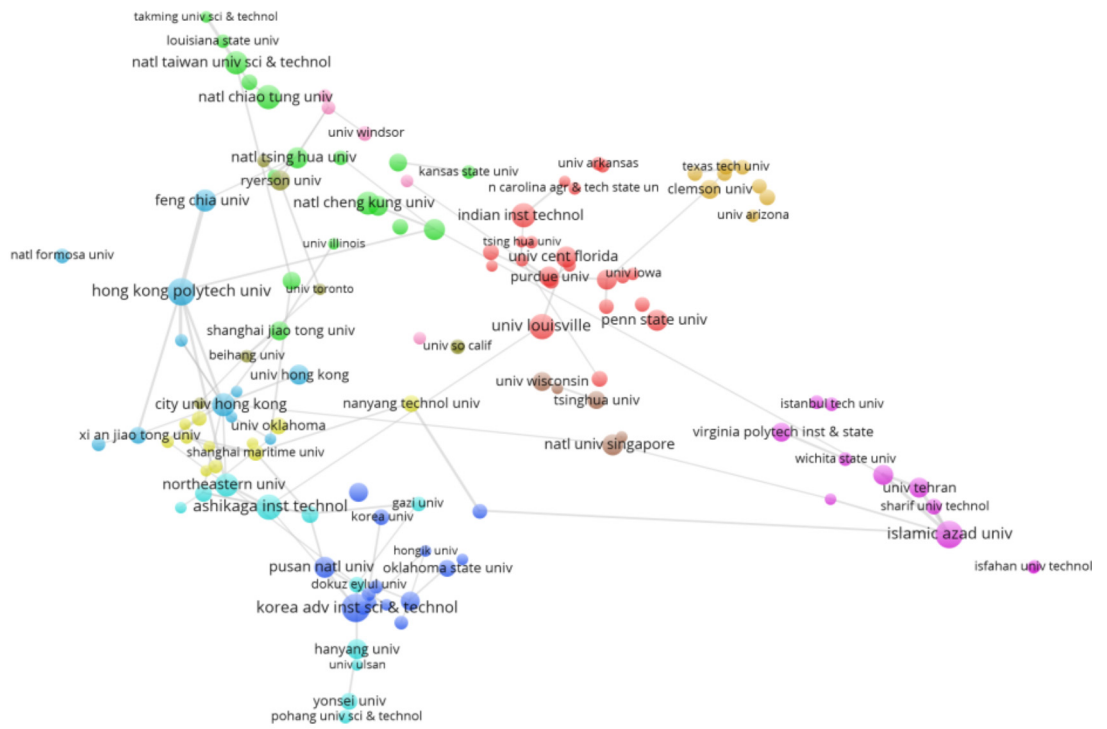 takming univ sci & technol
louisiana state univ
natl taiwan univ sci & technol
natl chiao tung univ
univ windsor
natl tsing hua univ
ryerson univ
kansas state univ
univ arkansas
texas tech univ
n carolina agr & tech state un
clemson univ
feng chia univ
natl cheng kung univ
indian inst technol
univ arizona
univ illinois
tsing hua univ
natl formosa univ
univ cent florida
purdue univ
univ iowa
hong kong polytech univ
univ toronto
shanghai jiao tong univ
univ louisville
penn state univ
beihang univ
univ so calif
univ hong kong
univ wisconsin
tsinghua univ
city univ hong kong
nanyang technol univ
istanbul tech univ
xi an jiao tong univ
univ oklahoma
virginia polytech inst & state
shanghai maritime univ
natl univ singapore
wichita state univ
northeastern univ
univ tehran
ashikaga inst technol
gazi univ
sharif univ technol
korea univ
islamic azad univ
hongik univ
pusan natl univ
oklahoma state univ
isfahan univ technol
dokuz eylul univ
korea adv inst sci & technol
hanyang univ
univ ulsan
yonsei univ
pohang univ sci & technol